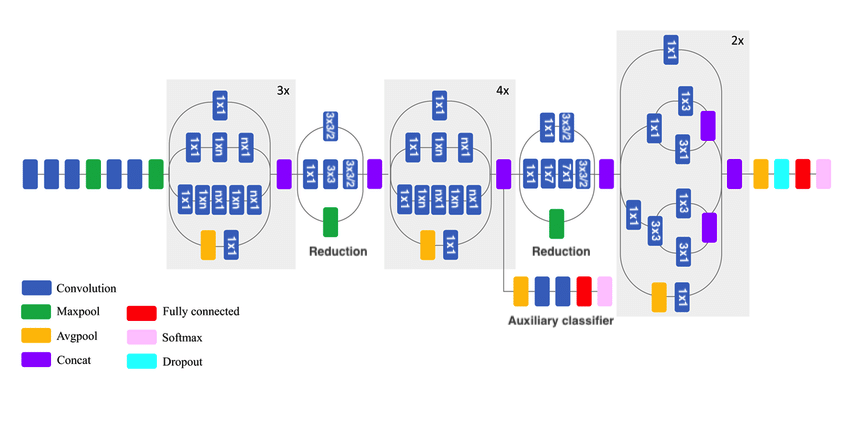 3x
1x1
1x1 1xn nx1
1x1 1xn nx1 1xn nx1
1x1
3x3/2
1x1 3x3 3x3/2
Reduction
4x
1x1
1x1 1xn nx1
1x1 1xn nx1 1xn nx1
1x1
1x1 3x3/2
1x1 1x7 7x1 3x3/2
Reduction
Auxiliary classifier
2x
1x1
1x3
1x1
3x1
1x3
1x1
3x3
3x1
1x1
Convolution
Maxpool
Avgpool
Concat
Fully connected
Softmax
Dropout